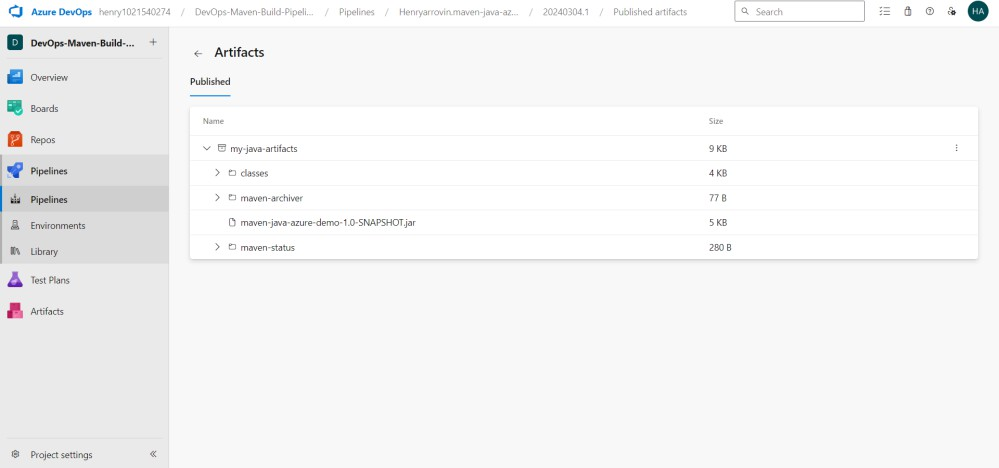 Azure DevOps henry1021540274 / DevOps-Maven-Build-Pipeli... / Pipelines / Henryarrovin.maven-java-az... / 20240304.1 / Published artifacts Search HA
D DevOps-Maven-Build-... +
Overview
Boards
Repos
Pipelines
Pipelines
Environments
Library
Test Plans
Artifacts
Project settings
Artifacts
Published
Name Size
my-java-artifacts 9 KB
classes 4 KB
maven-archiver 77 B
maven-java-azure-demo-1.0-SNAPSHOT.jar 5 KB
maven-status 280 B